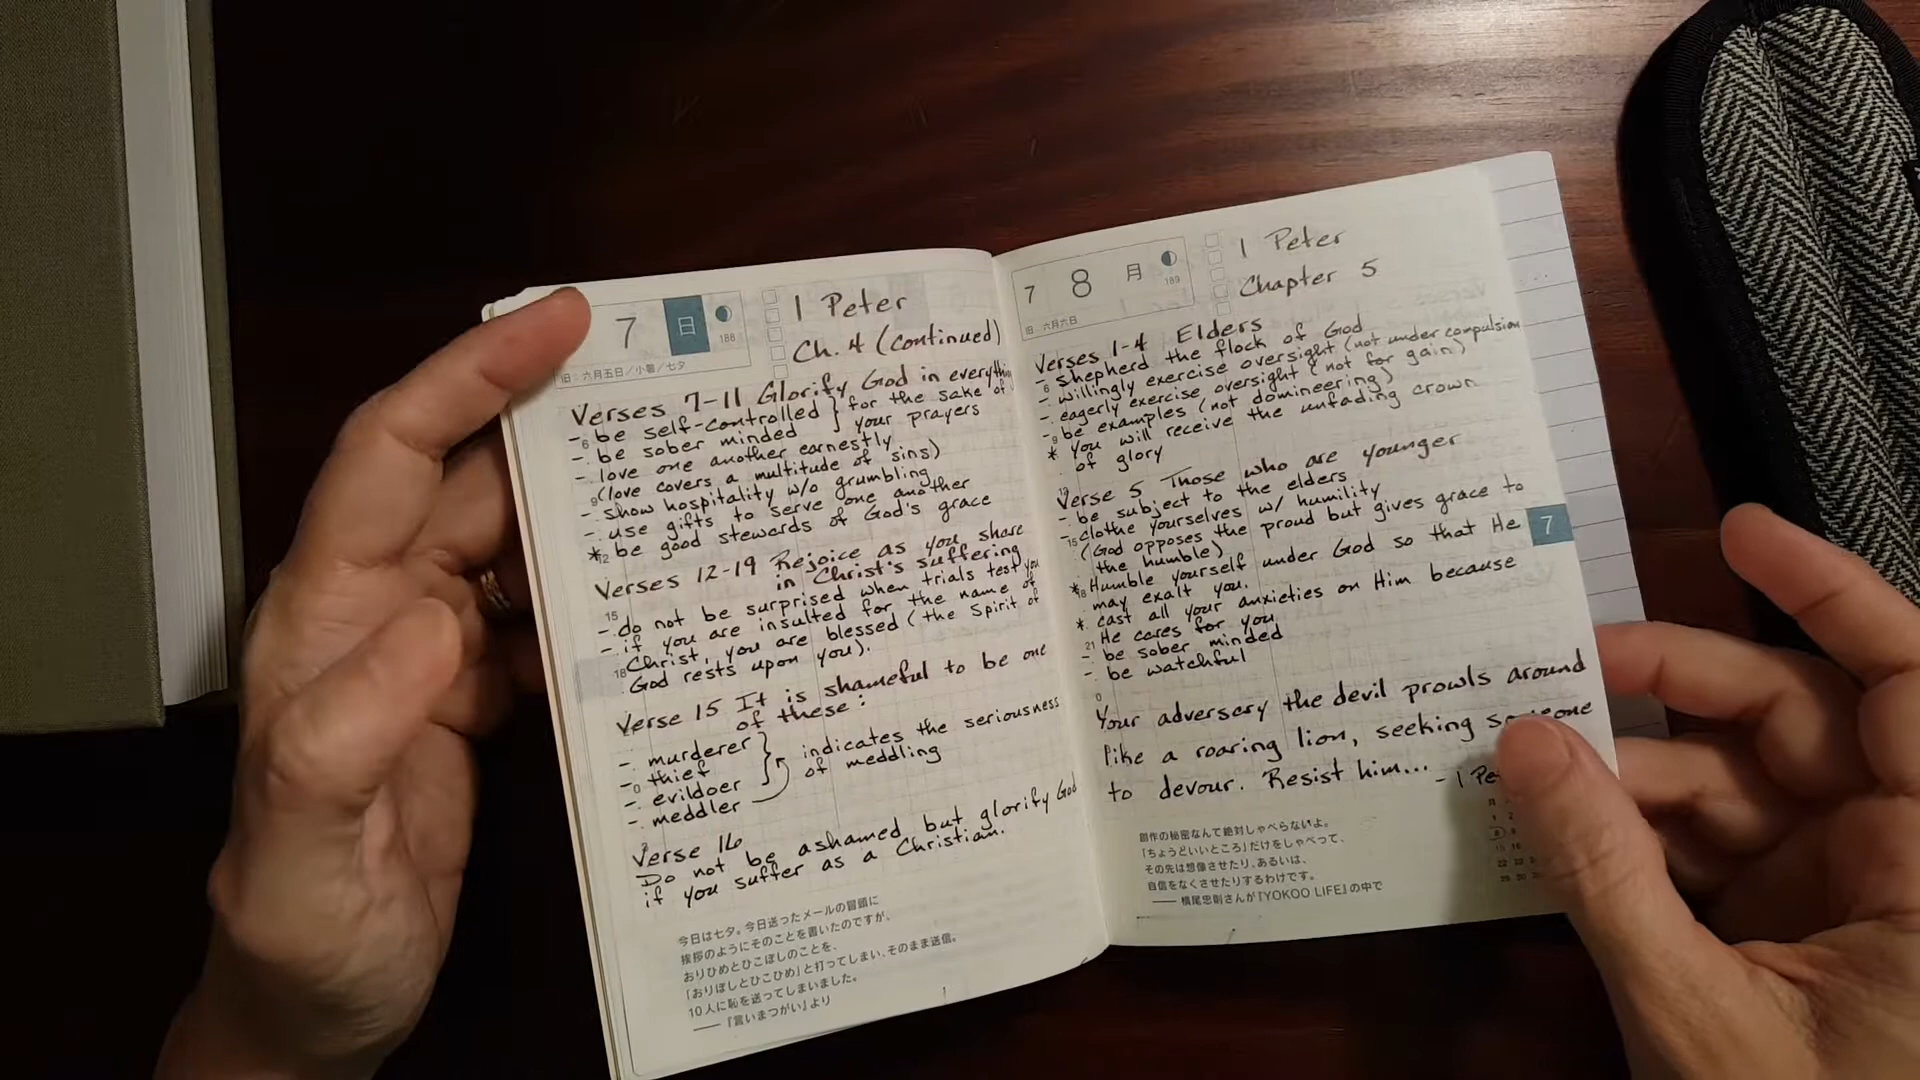 7 日
188
旧：六月五日／小暑／七夕
1 Peter
Ch. 4 (continued)
Verses 7-11 Glorify God in everythin
- be self-controlled } for the sake of
6
- be sober minded your prayers
- love one another earnestly
(love covers a multitude of sins)
9
- show hospitality w/o grumbling
- use gifts to serve one another
* be good stewards of God's grace
12
Verses 12-19 Rejoice as you share
in Christ's suffering
15
- do not be surprised when trials test you
- if you are insulted for the name of
Christ, you are blessed (the Spirit of
18
God rests upon you).
Verse 15 It is shameful to be one
of these:
- murderer } indicates the seriousness
- thief of meddling
0
- evildoer
- meddler
Verse 16
Do not be ashamed but glorify God
if you suffer as a Christian.
今日は七夕。今日送ったメールの冒頭に
挨拶のようにそのことを書いたのですが、
おりひめとひこぼしのことを、
「おりぼしとひこひめ」と打ってしまい、そのまま送信。
10人に恥を送ってしまいました。
——『言いまつがい』より
7 8 月
189
旧：六月六日
1 Peter
Chapter 5
Verses 1-4 Elders
- shepherd the flock of God
6
- willingly exercise oversight (not under compulsion
- eagerly exercise oversight (not for gain)
- be examples (not domineering)
9
* you will receive the unfading crown
of glory
Verse 5 Those who are younger
- be subject to the elders
- clothe yourselves w/ humility
15
(God opposes the proud but gives grace to
the humble)
* Humble yourself under God so that He
18
may exalt you.
* cast all your anxieties on Him because
21
He cares for you
- be sober minded
- be watchful
0
Your adversary the devil prowls around
like a roaring lion, seeking someone
to devour. Resist him... - 1 Pe
7
創作の秘密なんて絶対しゃべらないよ。
「ちょうどいいところ」だけをしゃべって、
その先は想像させたり、あるいは、
自信をなくさせたりするわけです。
——横尾忠則さんが『YOKOO LIFE』の中で